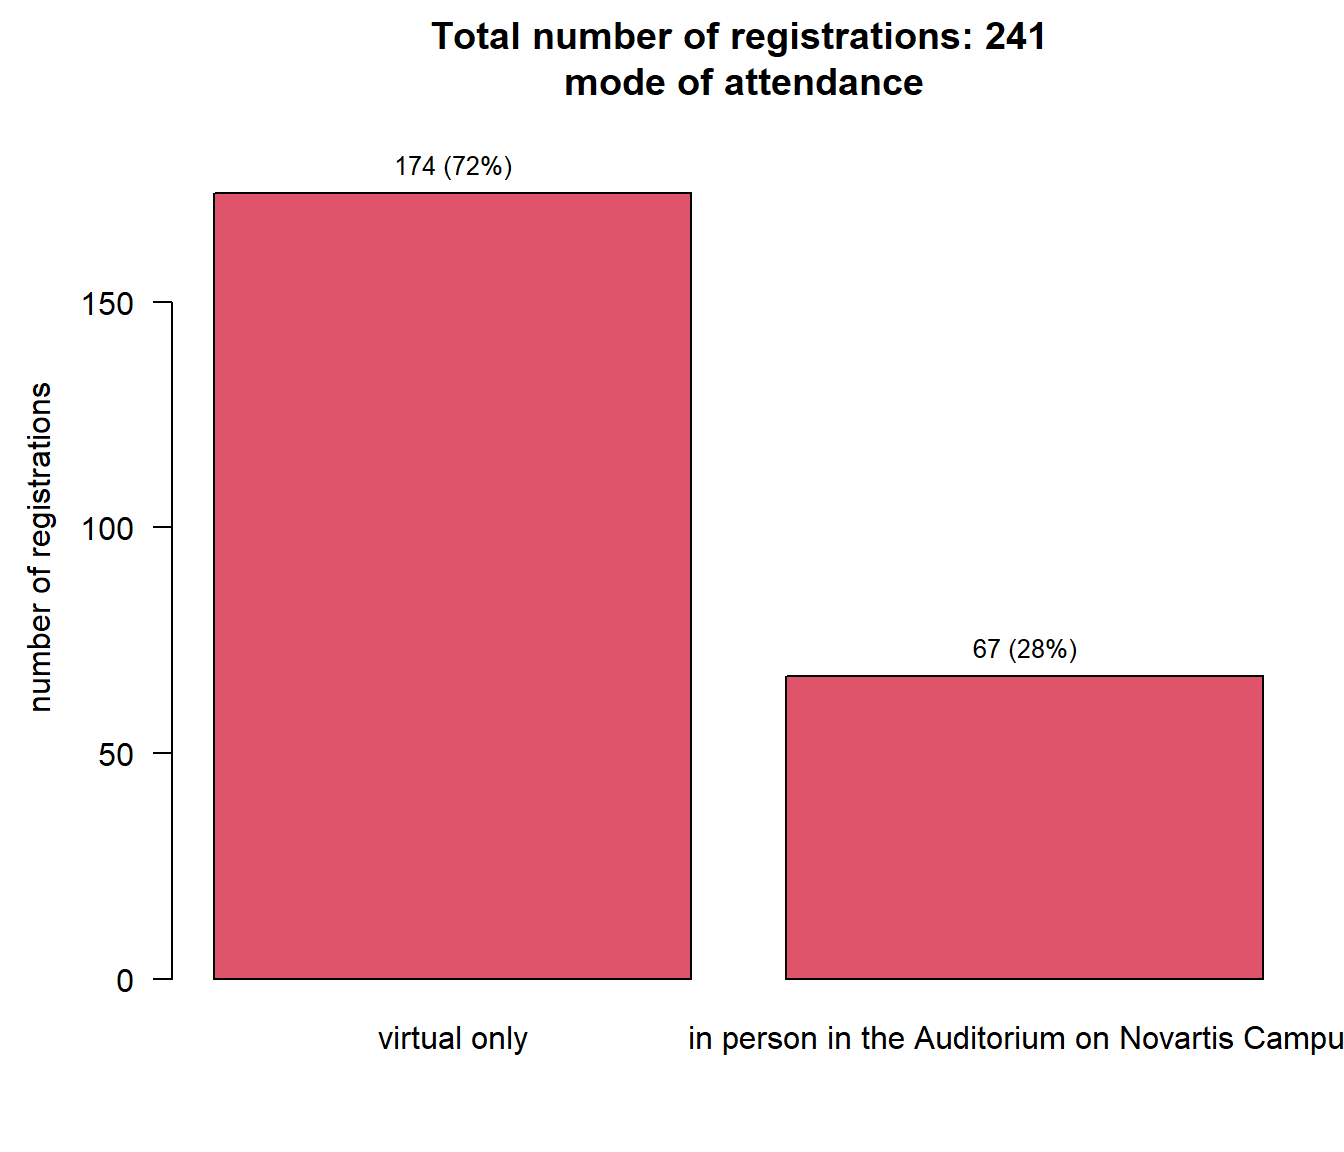 Total number of registrations: 241
mode of attendance
174 (72%)
67 (28%)
number of registrations
150
100
50
0
virtual only
in person in the Auditorium on Novartis Campu